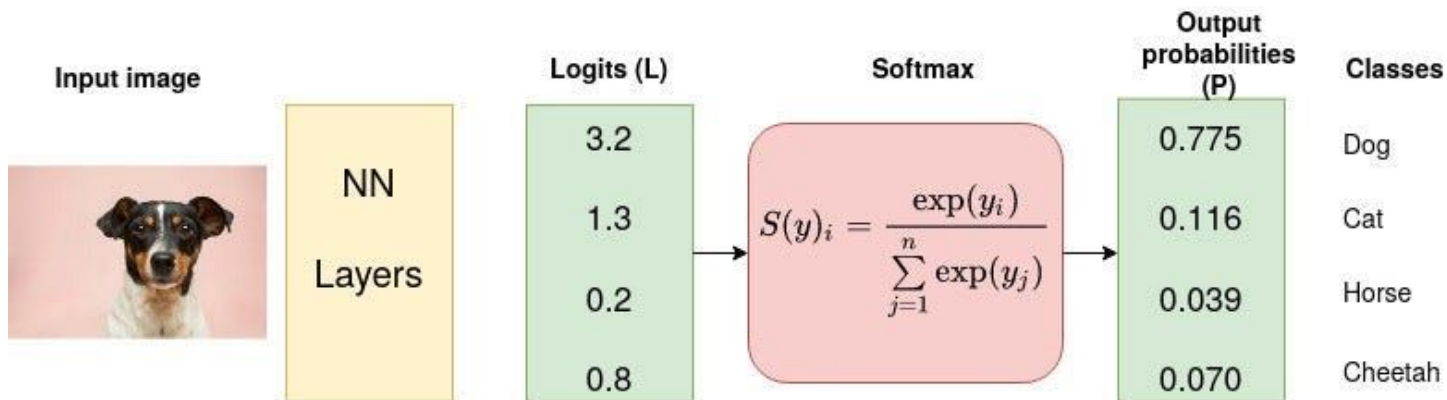 Input image
Logits (L)
Softmax
Output
probabilities
(P)
Classes
NN
Layers
3.2
1.3
0.2
0.8
S(y)_i = exp(y_i) / n ∑ j=1 exp(y_j)
0.775
0.116
0.039
0.070
Dog
Cat
Horse
Cheetah